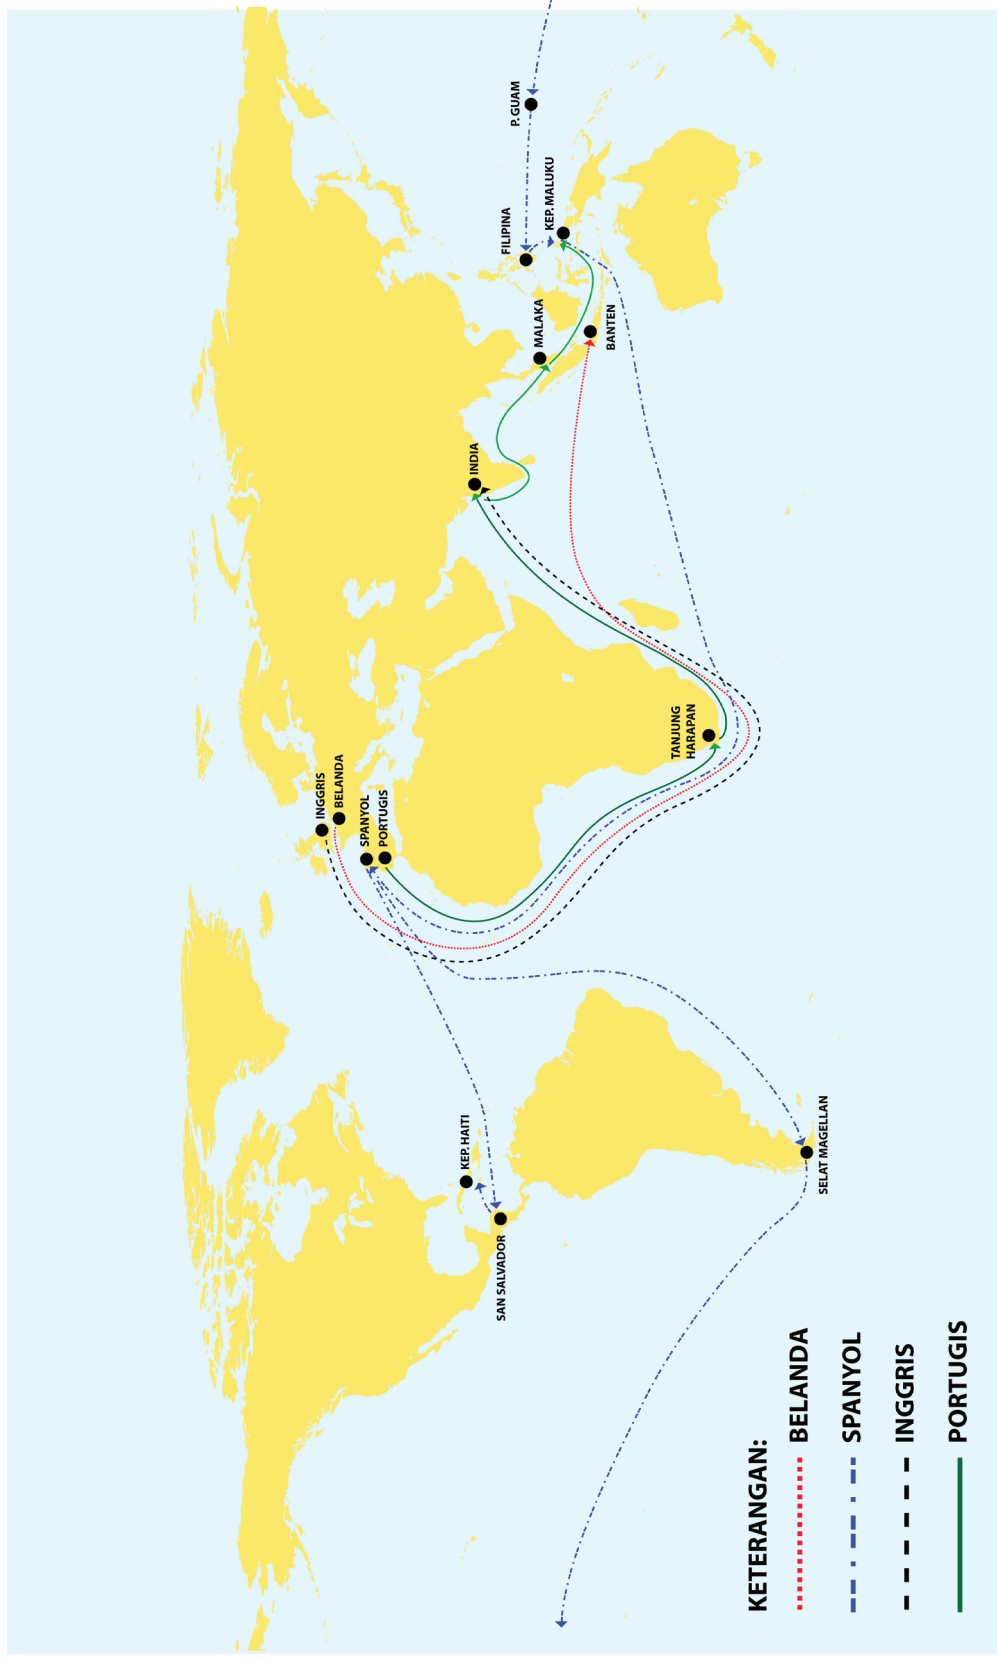 INGGRIS
BELANDA
SPANYOL
PORTUGIS
P. GUAM
FILIPINA
KEP. MALUKU
MALAKA
INDIA
BANTEN
KEP. HAITI
SAN SALVADOR
TANJUNG
HARAPAN
SELAT MAGELLAN
KETERANGAN:
BELANDA
SPANYOL
INGGRIS
PORTUGIS